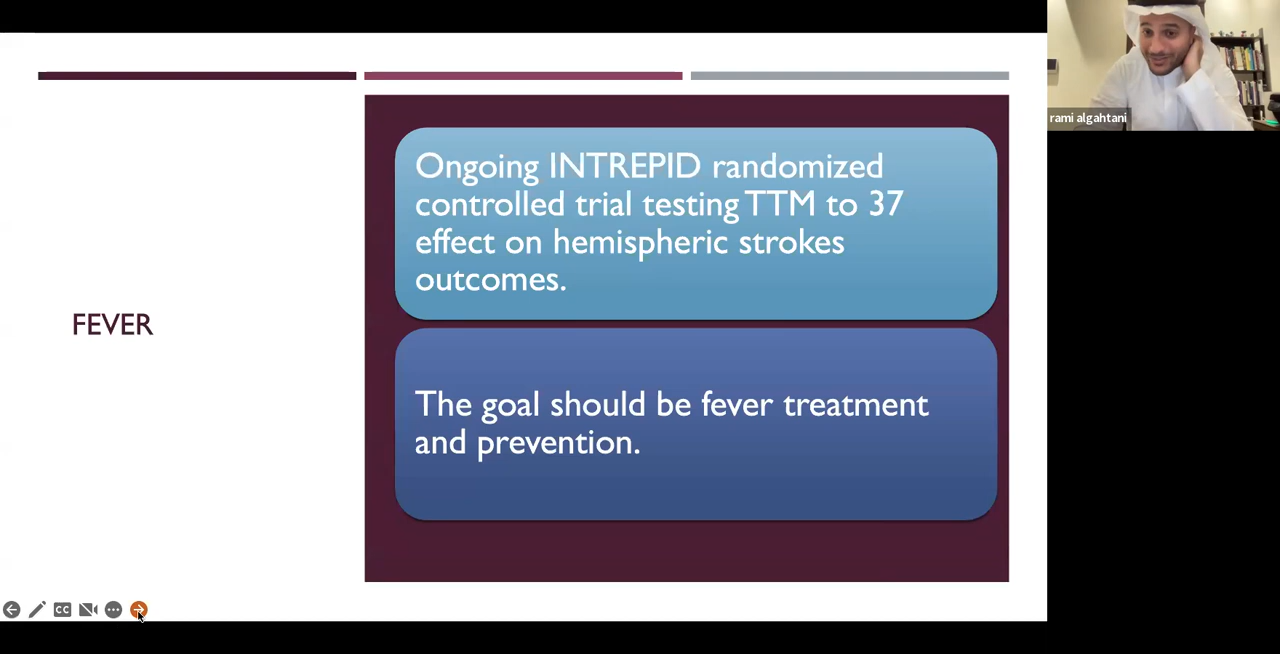 FEVER
Ongoing INTREPID randomized
controlled trial testing TTM to 37
effect on hemispheric strokes
outcomes.
The goal should be fever treatment
and prevention.
rami algahtani
CC